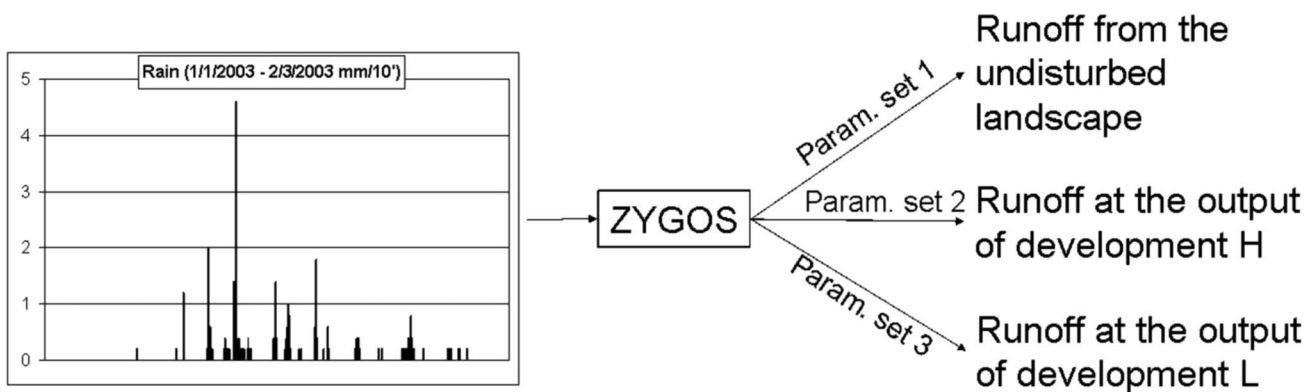 Rain (1/1/2003 - 2/3/2003 mm/10')
5
4
3
2
1
0
ZYGOS
Param. set 1
Param. set 2
Param. set 3
Runoff from the
undisturbed
landscape
Runoff at the output
of development H
Runoff at the output
of development L